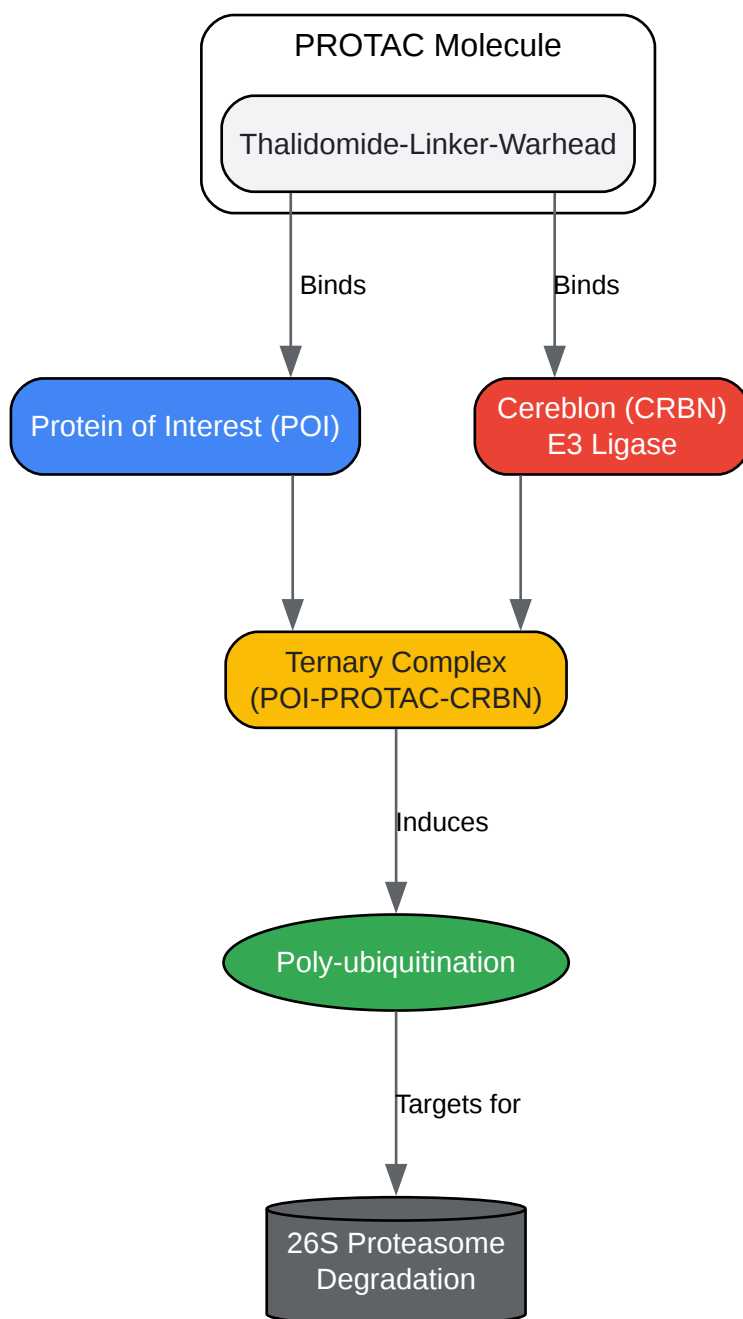 PROTAC Molecule
Thalidomide-Linker-Warhead
Binds
Binds
Protein of Interest (POI)
Cereblon (CRBN)
E3 Ligase
Ternary Complex
(POI-PROTAC-CRBN)
Induces
Poly-ubiquitination
Targets for
26S Proteasome
Degradation